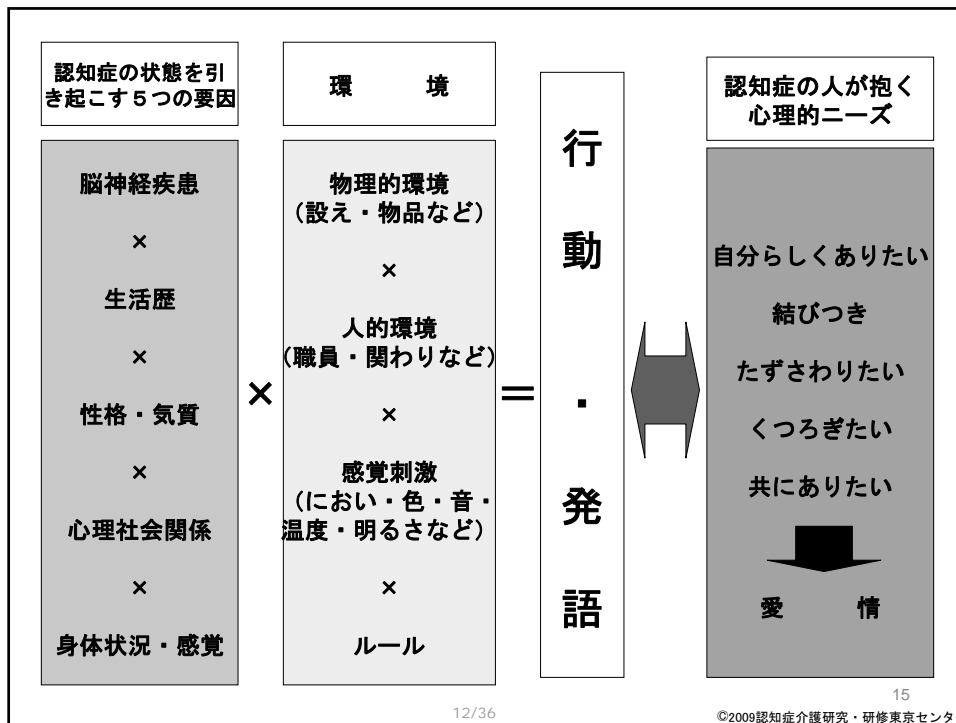 認知症の状態を引
き起こす５つの要因
脳神経疾患
×
生活歴
×
性格・気質
×
心理社会関係
×
身体状況・感覚
×
環　　境
物理的環境
（設え・物品など）
×
人的環境
（職員・関わりなど）
×
感覚刺激
（におい・色・音・
温度・明るさなど）
×
ルール
＝
行動・発語
認知症の人が抱く
心理的ニーズ
自分らしくありたい
結びつき
たずさわりたい
くつろぎたい
共にありたい
愛　　情
12/36
15
©2009認知症介護研究・研修東京センタ